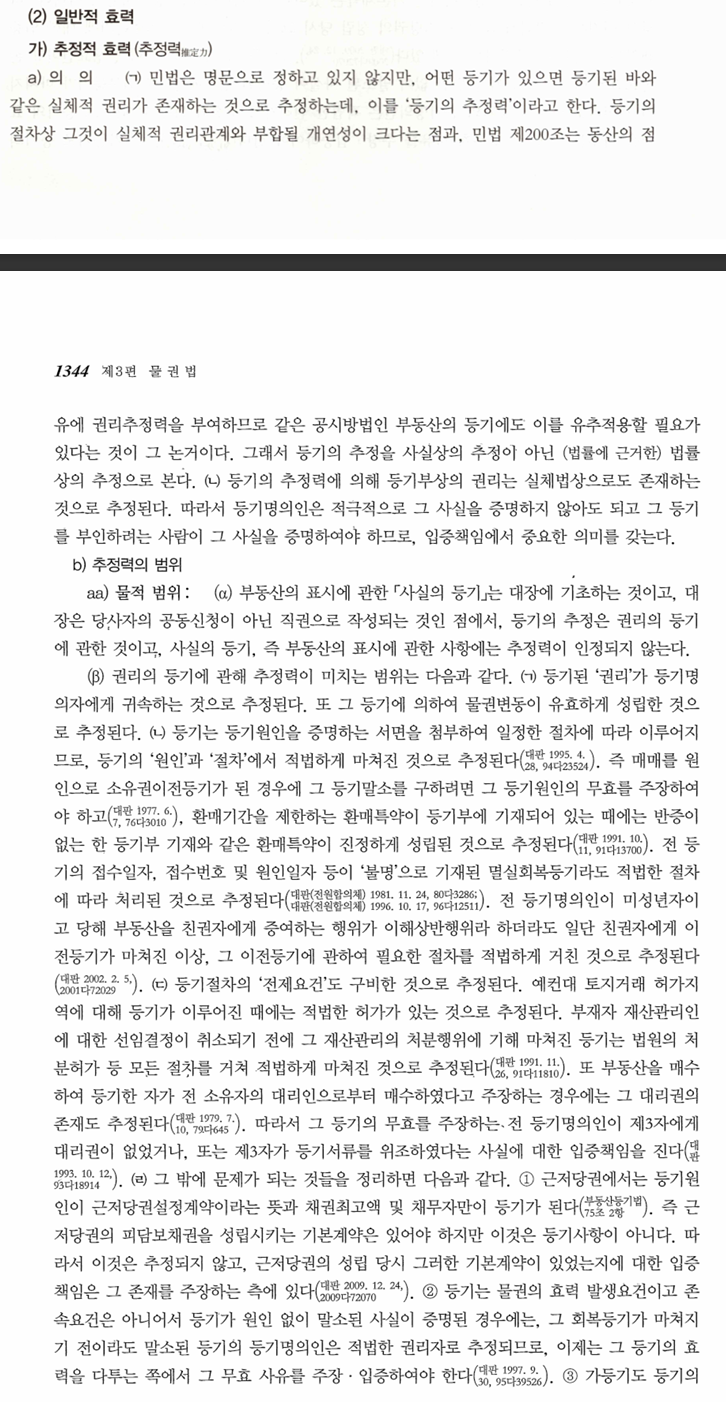 (2) 일반적 효력
가) 추정적 효력(추정력推定力)
a) 의 의 ㈀ 민법은 명문으로 정하고 있지 않지만, 어떤 등기가 있으면 등기된 바와
같은 실체적 권리가 존재하는 것으로 추정하는데, 이를 '등기의 추정력'이라고 한다. 등기의
절차상 그것이 실체적 권리관계와 부합될 개연성이 크다는 점과, 민법 제200조는 동산의 점
1344 제3편 물 권 법
유에 권리추정력을 부여하므로 같은 공시방법인 부동산의 등기에도 이를 유추적용할 필요가
있다는 것이 그 논거이다. 그래서 등기의 추정을 사실상의 추정이 아닌 (법률에 근거한) 법률
상의 추정으로 본다. ㈁ 등기의 추정력에 의해 등기부상의 권리는 실체법상으로도 존재하는
것으로 추정된다. 따라서 등기명의인은 적극적으로 그 사실을 증명하지 않아도 되고 그 등기
를 부인하려는 사람이 그 사실을 증명하여야 하므로, 입증책임에서 중요한 의미를 갖는다.
b) 추정력의 범위
aa) 물적 범위: (α) 부동산의 표시에 관한 「사실의 등기」는 대장에 기초하는 것이고, 대
장은 당사자의 공동신청이 아닌 직권으로 작성되는 것인 점에서, 등기의 추정은 권리의 등기
에 관한 것이고, 사실의 등기, 즉 부동산의 표시에 관한 사항에는 추정력이 인정되지 않는다.
(β) 권리의 등기에 관해 추정력이 미치는 범위는 다음과 같다. ㈀ 등기된 '권리'가 등기명
의자에게 귀속하는 것으로 추정된다. 또 그 등기에 의하여 물권변동이 유효하게 성립한 것으
로 추정된다. ㈁ 등기는 등기원인을 증명하는 서면을 첨부하여 일정한 절차에 따라 이루어지
므로, 등기의 '원인'과 '절차'에서 적법하게 마쳐진 것으로 추정된다(대판 1995. 4. 28, 94다23524). 즉 매매를 원
인으로 소유권이전등기가 된 경우에 그 등기말소를 구하려면 그 등기원인의 무효를 주장하여
야 하고(대판 1977. 6. 7, 76다3010), 환매기간을 제한하는 환매특약이 등기부에 기재되어 있는 때에는 반증이
없는 한 등기부 기재와 같은 환매특약이 진정하게 성립된 것으로 추정된다(대판 1991. 10. 11, 91다13700). 전 등
기의 접수일자, 접수번호 및 원인일자 등이 '불명'으로 기재된 멸실회복등기라도 적법한 절차
에 따라 처리된 것으로 추정된다(대판(전원합의체) 1981. 11. 24, 80다3286; 대판(전원합의체) 1996. 10. 17, 96다12511). 전 등기명의인이 미성년자이
고 당해 부동산을 친권자에게 증여하는 행위가 이해상반행위라 하더라도 일단 친권자에게 이
전등기가 마쳐진 이상, 그 이전등기에 관하여 필요한 절차를 적법하게 거친 것으로 추정된다
(대판 2002. 2. 5, 2001다72029). ㈂ 등기절차의 '전제요건'도 구비한 것으로 추정된다. 예컨대 토지거래 허가지
역에 대해 등기가 이루어진 때에는 적법한 허가가 있는 것으로 추정된다. 부재자 재산관리인
에 대한 선임결정이 취소되기 전에 그 재산관리의 처분행위에 기해 마쳐진 등기는 법원의 처
분허가 등 모든 절차를 거쳐 적법하게 마쳐진 것으로 추정된다(대판 1991. 11. 26, 91다11810). 또 부동산을 매수
하여 등기한 자가 전 소유자의 대리인으로부터 매수하였다고 주장하는 경우에는 그 대리권의
존재도 추정된다(대판 1979. 7. 10, 79다645). 따라서 그 등기의 무효를 주장하는 전 등기명의인이 제3자에게
대리권이 없었거나, 또는 제3자가 등기서류를 위조하였다는 사실에 대한 입증책임을 진다(대판
1993. 10. 12, 93다18914). ㈃ 그 밖에 문제가 되는 것들을 정리하면 다음과 같다. ① 근저당권에서는 등기원
인이 근저당권설정계약이라는 뜻과 채권최고액 및 채무자만이 등기가 된다(부동산등기법 75조 2항). 즉 근
저당권의 피담보채권을 성립시키는 기본계약은 있어야 하지만 이것은 등기사항이 아니다. 따
라서 이것은 추정되지 않고, 근저당권의 성립 당시 그러한 기본계약이 있었는지에 대한 입증
책임은 그 존재를 주장하는 측에 있다(대판 2009. 12. 24, 2009다72070). ② 등기는 물권의 효력 발생요건이고 존
속요건은 아니어서 등기가 원인 없이 말소된 사실이 증명된 경우에는, 그 회복등기가 마쳐지
기 전이라도 말소된 등기의 등기명의인은 적법한 권리자로 추정되므로, 이제는 그 등기의 효
력을 다투는 쪽에서 그 무효 사유를 주장 · 입증하여야 한다(대판 1997. 9. 30, 95다39526). ③ 가등기도 등기의